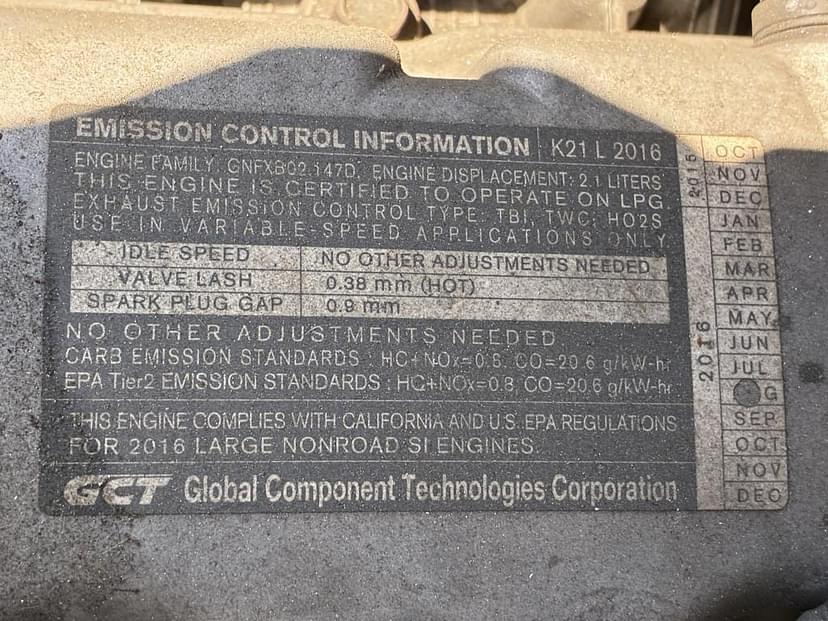 EMISSION CONTROL INFORMATION K21 L 2016
ENGINE FAMILY: GNFXB02.147D, ENGINE DISPLACEMENT: 2.1 LITERS
THIS ENGINE IS CERTIFIED TO OPERATE ON LPG.
EXHAUST EMISSION CONTROL TYPE: TBI, TWC, HO2S
USE IN VARIABLE-SPEED APPLICATIONS ONLY
IDLE SPEED NO OTHER ADJUSTMENTS NEEDED.
VALVE LASH 0.38 mm (HOT)
SPARK PLUG GAP 0.9 mm
NO OTHER ADJUSTMENTS NEEDED
CARB EMISSION STANDARDS : HC+NOx=0.8, CO=20.6 g/kW-hr
EPA Tier2 EMISSION STANDARDS : HC+NOx=0.8, CO=20.6 g/kW-hr
THIS ENGINE COMPLIES WITH CALIFORNIA AND U.S. EPA REGULATIONS
FOR 2016 LARGE NONROAD SI ENGINES.
GCT Global Component Technologies Corporation
2015
OCT
NOV
DEC
2016
JAN
FEB
MAR
APR
MAY
JUN
JUL
G
SEP
OCT
NOV
DEC